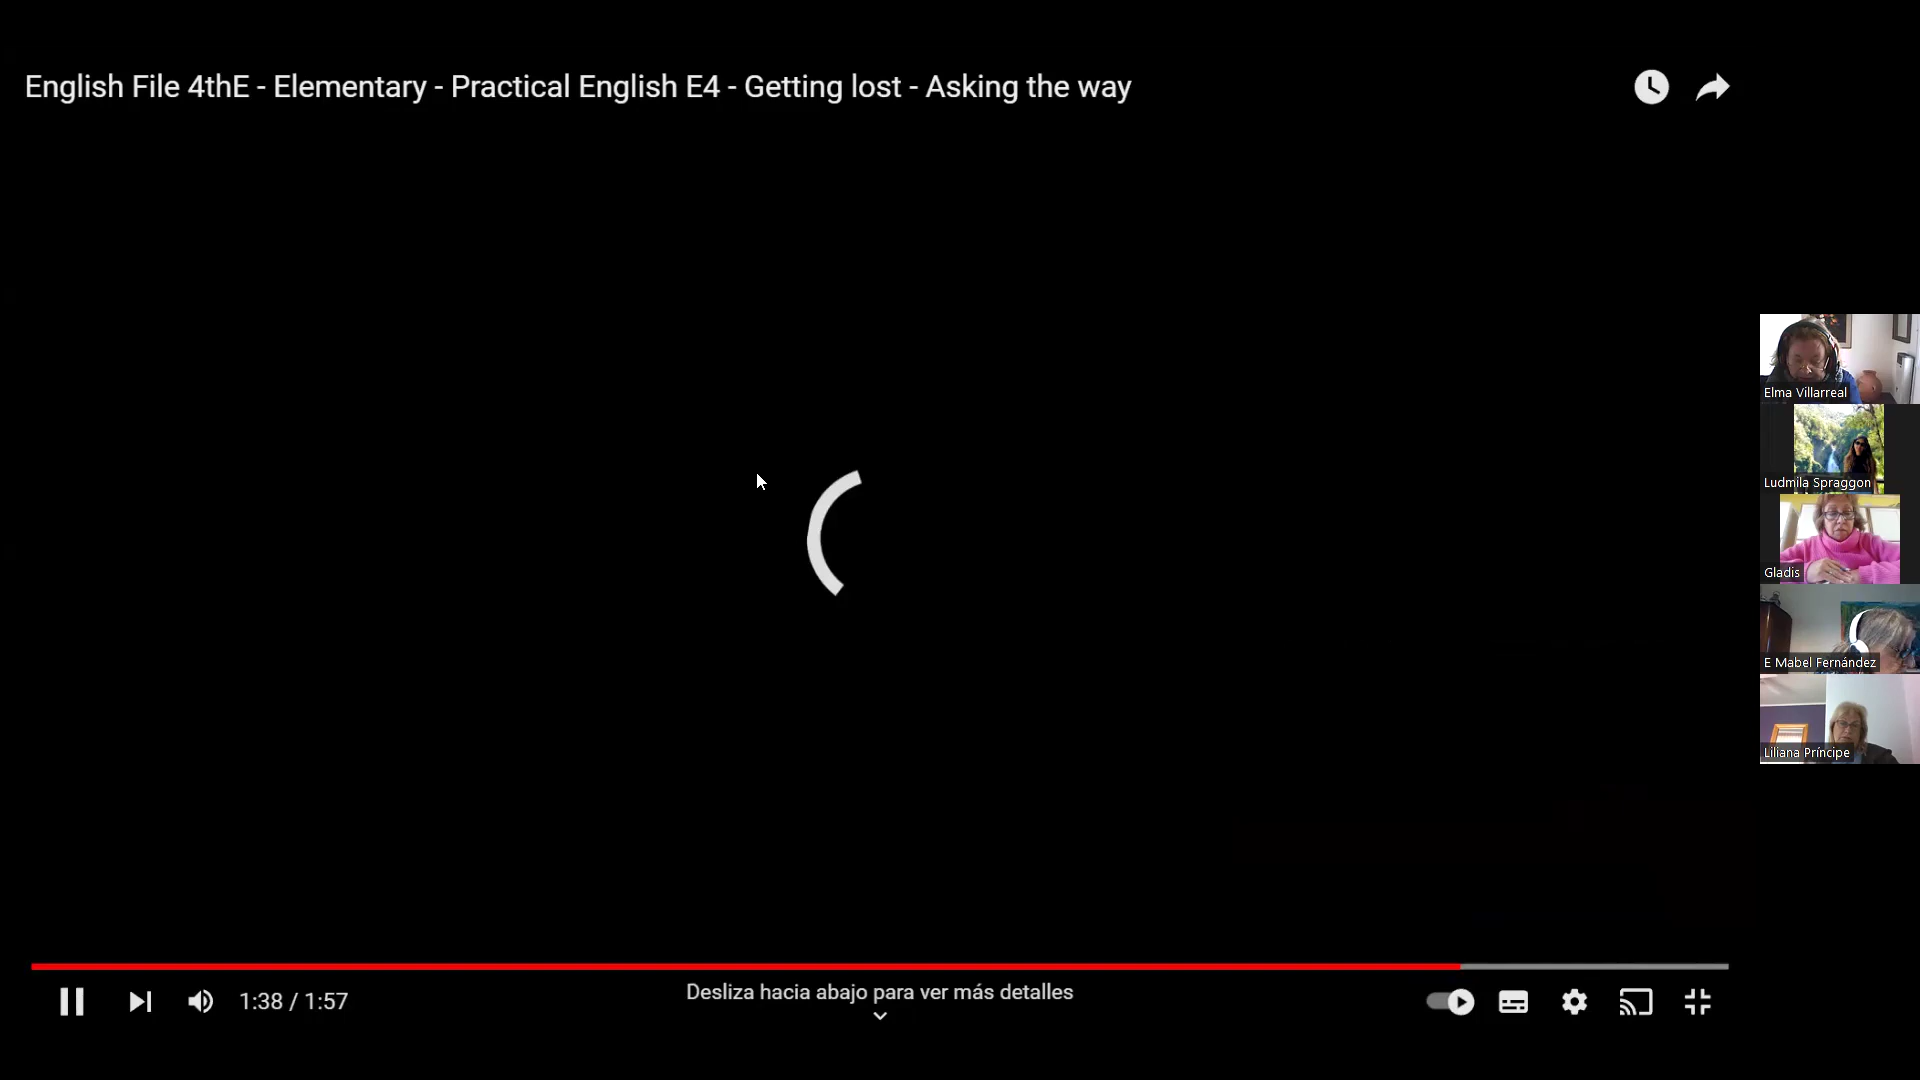 English File 4thE - Elementary - Practical English E4 - Getting lost - Asking the way
Elma Villarreal
Ludmila Spraggon
Gladis
E Mabel Fernández
Liliana Príncipe
1:38 / 1:57
Desliza hacia abajo para ver más detalles